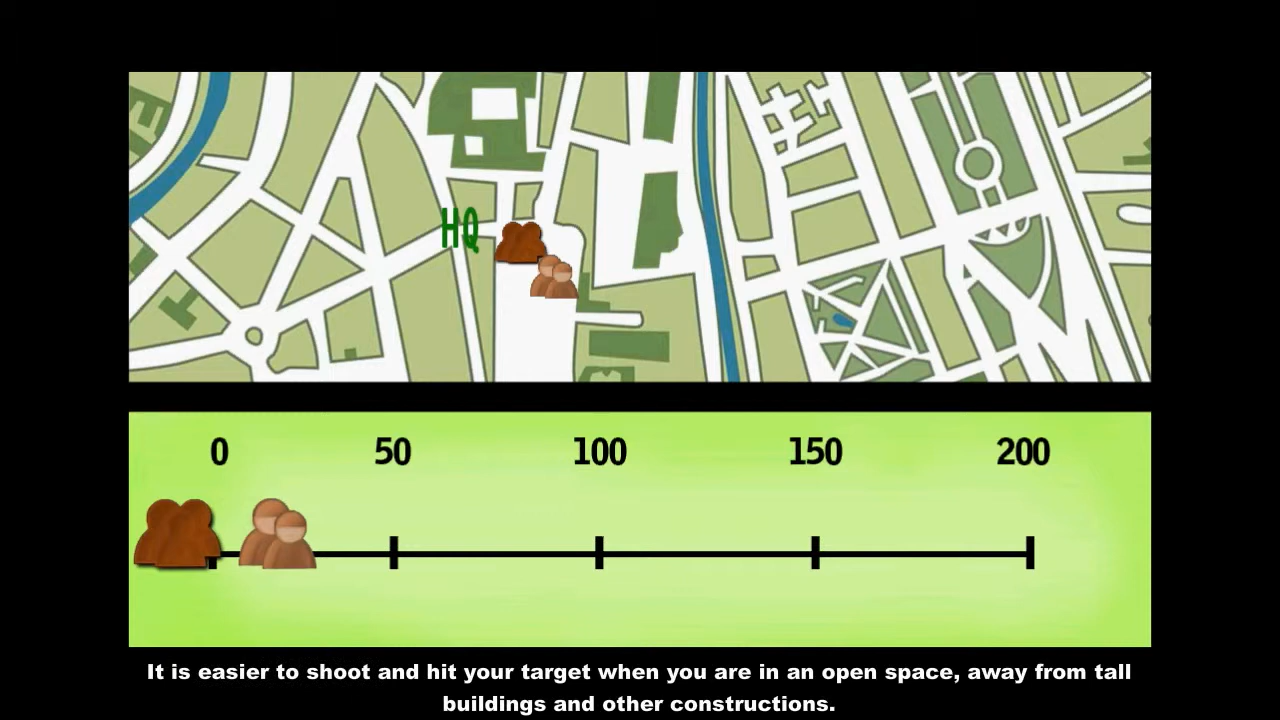 HQ
0 50 100 150 200
It is easier to shoot and hit your target when you are in an open space, away from tall
buildings and other constructions.